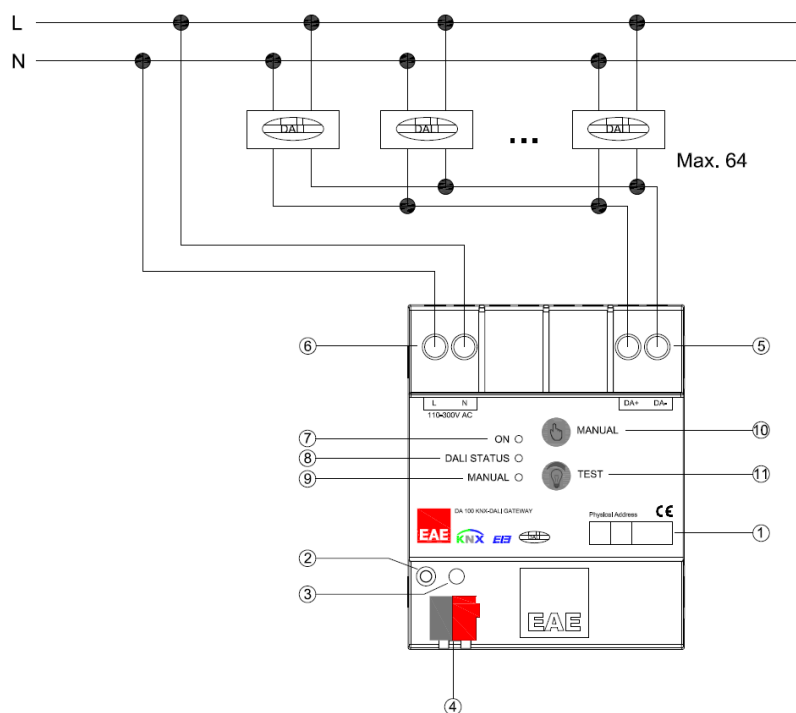 L
N
DALI
DALI
...
DALI
Max. 64
6
5
L N
DA+ DA-
110-300V AC
10
MANUAL
7
ON
8
DALI STATUS
9
MANUAL
TEST
11
DA 100 KNX-DALI GATEWAY
Physical Address
CE
EAE
KNX
EIB
DALI
1
2
3
EAE
4